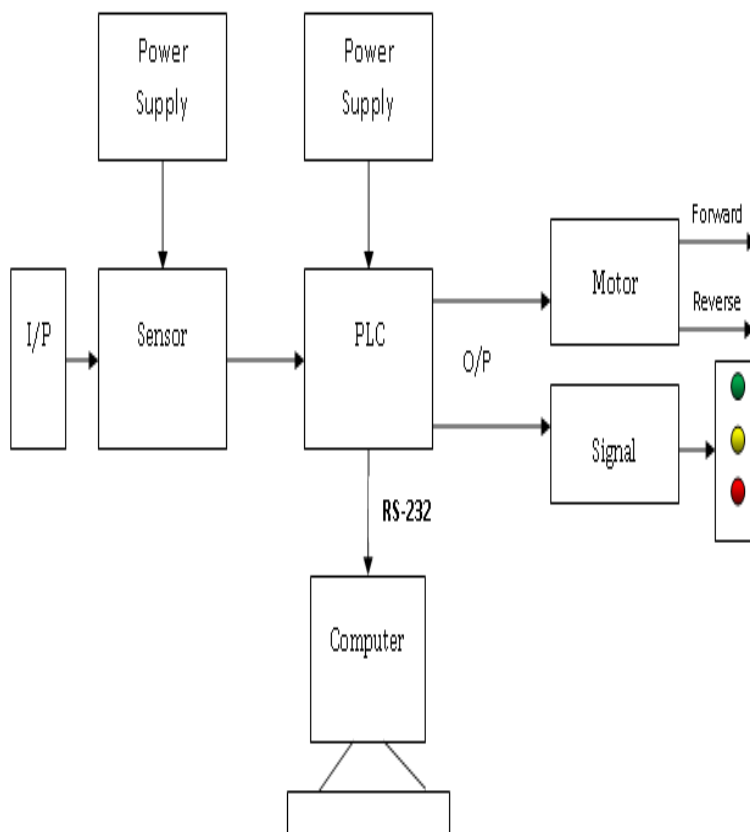 Power
Supply
Power
Supply
I/P
Sensor
PLC
O/P
Motor
Forward
Reverse
Signal
RS-232
Computer